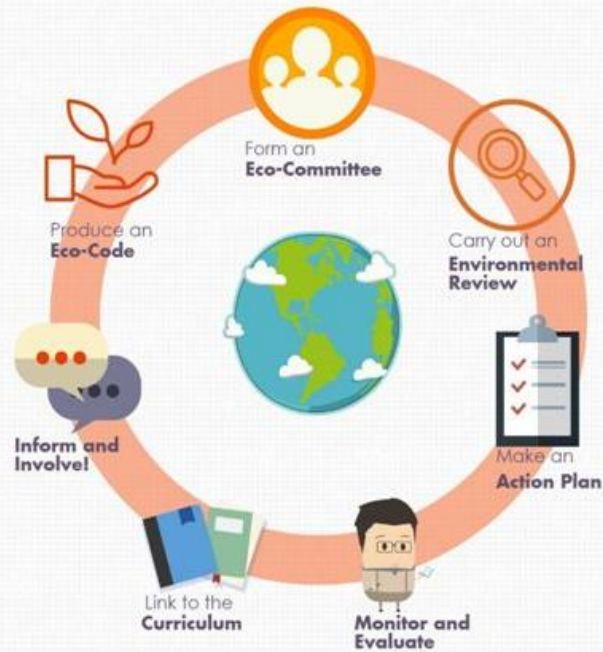 Form an
Eco-Committee
Carry out an
Environmental
Review
Make an
Action Plan
Monitor and
Evaluate
Link to the
Curriculum
Inform and
Involve!
Produce an
Eco-Code